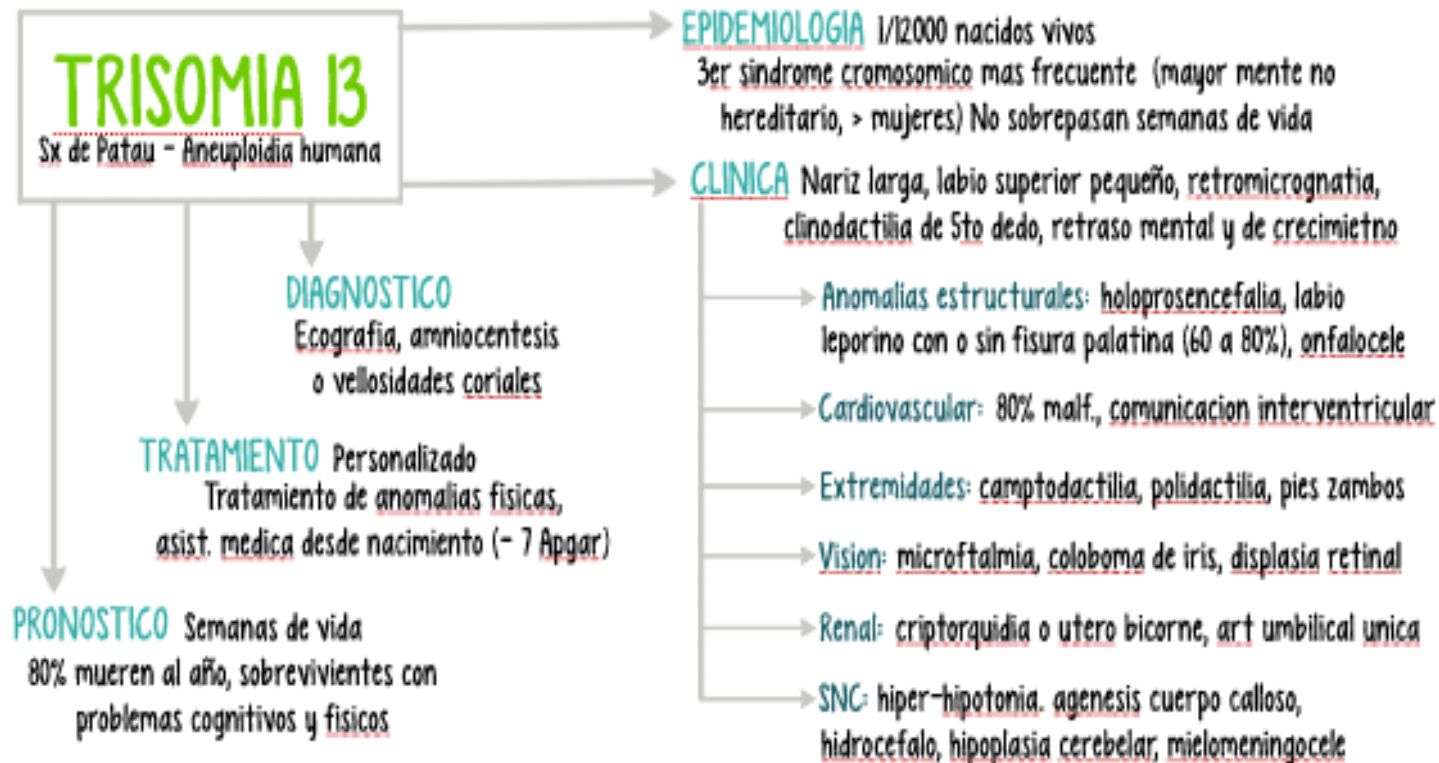 TRISOMIA 13
Sx de Patau - Aneuploidia humana
EPIDEMIOLOGIA 1/12000 nacidos vivos
3er sindrome cromosomico mas frecuente (mayor mente no
hereditario, > mujeres) No sobrepasan semanas de vida
CLINICA Nariz larga, labio superior pequeño, retromicrognatia,
clinodactilia de 5to dedo, retraso mental y de crecimietno
Anomalias estructurales: holoprosencefalia, labio
leporino con o sin fisura palatina (60 a 80%), onfalocele
Cardiovascular: 80% malf., comunicacion interventricular
Extremidades: camptodactilia, polidactilia, pies zambos
Vision: microftalmia, coloboma de iris, displasia retinal
Renal: criptorquidia o utero bicorne, art umbilical unica
SNC: hiper-hipotonia. agenesis cuerpo calloso,
hidrocefalo, hipoplasia cerebelar, mielomeningocele
DIAGNOSTICO
Ecografia, amniocentesis
o vellosidades coriales
TRATAMIENTO Personalizado
Tratamiento de anomalias fisicas,
asist. medica desde nacimiento (- 7 Apgar)
PRONOSTICO Semanas de vida
80% mueren al año, sobrevivientes con
problemas cognitivos y fisicos